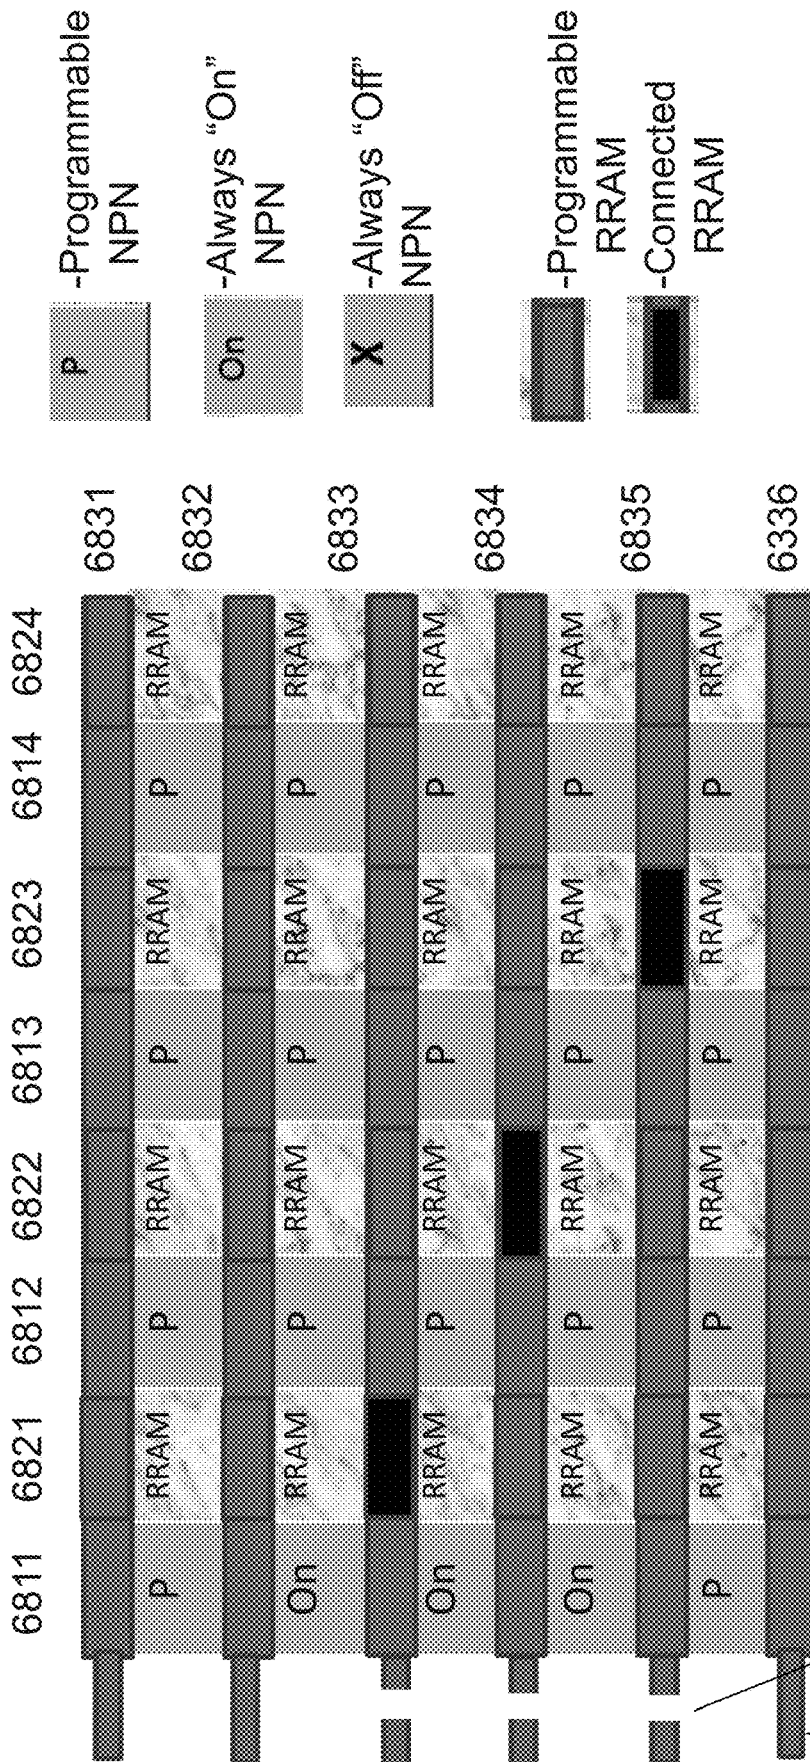 6811 6821 6812 6822 6813 6823 6814 6824
6831
P RRAM P RRAM P RRAM P RRAM
6832
On RRAM P RRAM P RRAM P RRAM
6833
On RRAM P RRAM P RRAM P RRAM
6834
On RRAM P RRAM P RRAM P RRAM
6835
P RRAM P RRAM P RRAM P RRAM
6336
P -Programmable
NPN
On -Always “On”
NPN
X -Always “Off”
NPN
-Programmable
RRAM
-Connected
RRAM